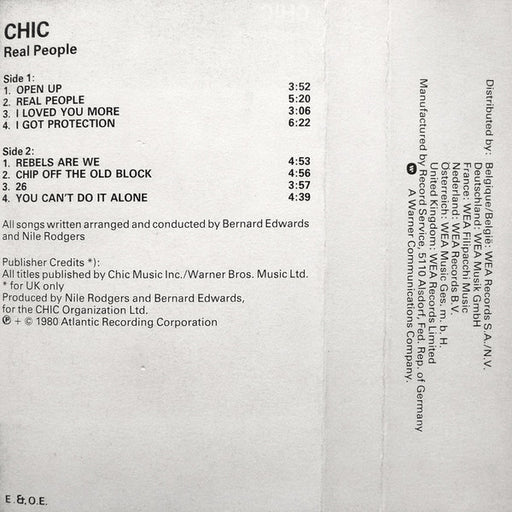 CHIC
Real People
Side 1:
1. OPEN UP 3:52
2. REAL PEOPLE 5:20
3. I LOVED YOU MORE 3:06
4. I GOT PROTECTION 6:22
Side 2:
1. REBELS ARE WE 4:53
2. CHIP OFF THE OLD BLOCK 4:56
3. 26 3:57
4. YOU CAN'T DO IT ALONE 4:39
All songs written arranged and conducted by Bernard Edwards
and Nile Rodgers
Publisher Credits *):
All titles published by Chic Music Inc./Warner Bros. Music Ltd.
* for UK only
Produced by Nile Rodgers and Bernard Edwards,
for the CHIC Organization Ltd.
℗ + © 1980 Atlantic Recording Corporation
E. &. O.E.
Distributed by: Belgique/België: WEA Records S.A./N.V.
Deutschland: WEA Musik GmbH
France: WEA Filipacchi Music
Nederland: WEA Records B.V.
Österreich: WEA Music Ges. m. b. H.
United Kingdom: WEA Records Limited
Manufactured by Record Service, 5110 Alsdorf, Fed. Rep. of Germany
A Warner Communications Company.